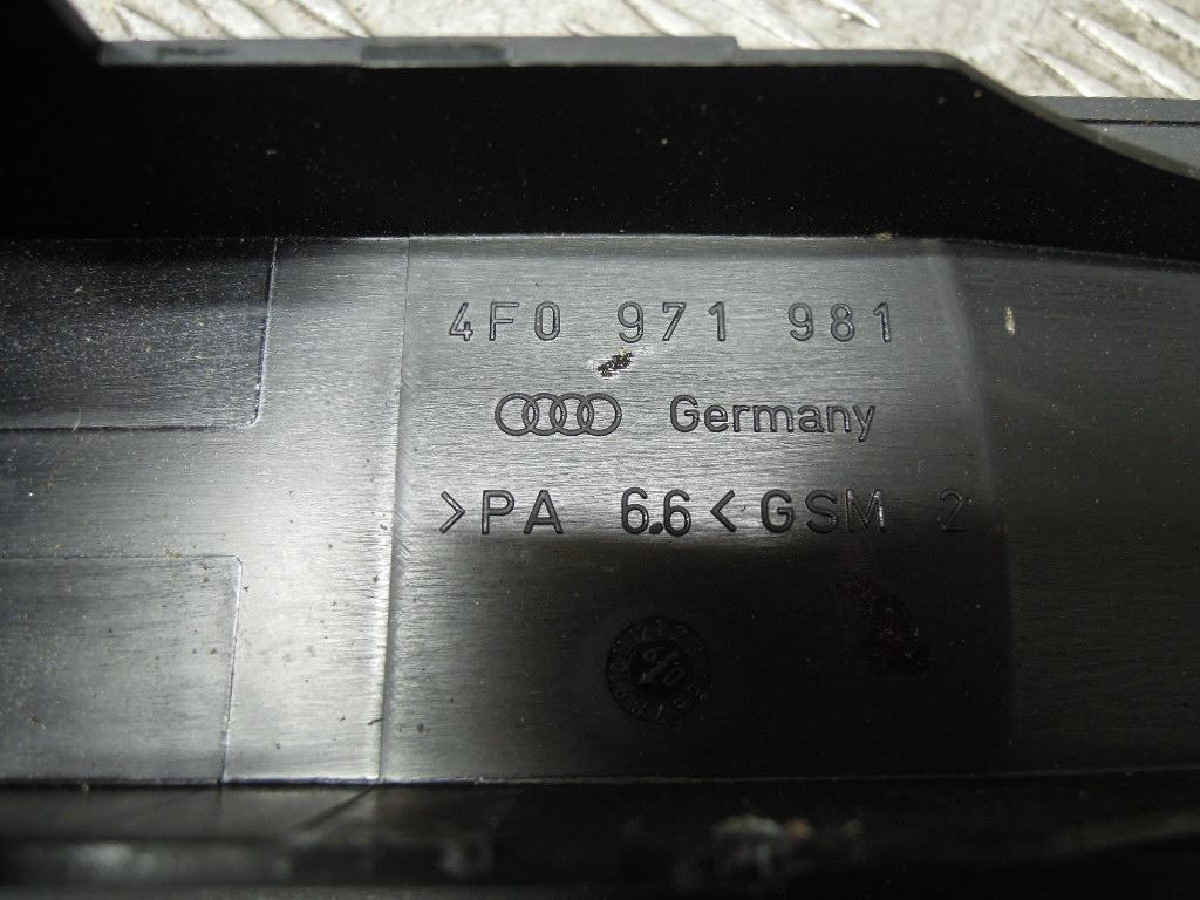 4F0 971 981
Germany
>PA 6.6< GSM 2